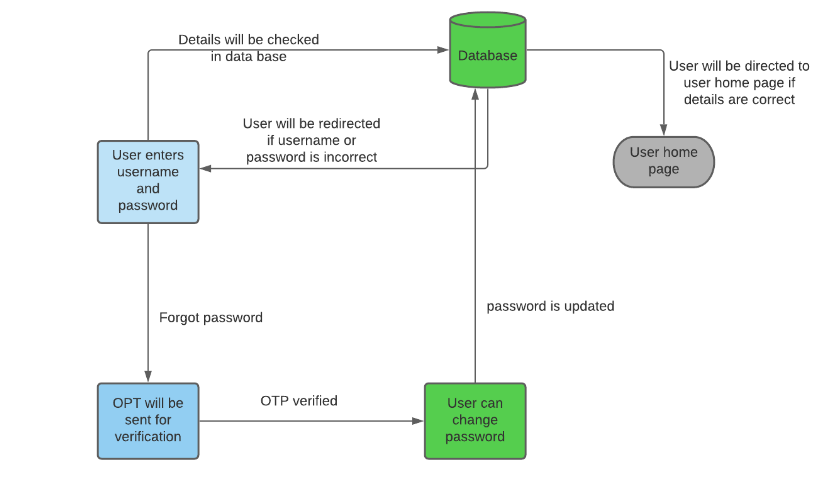 Details will be checked
in data base
Database
User will be directed to
user home page if
details are correct
User will be redirected
if username or
password is incorrect
User enters
username
and
password
User home
page
Forgot password
password is updated
OPT will be
sent for
verification
OTP verified
User can
change
password